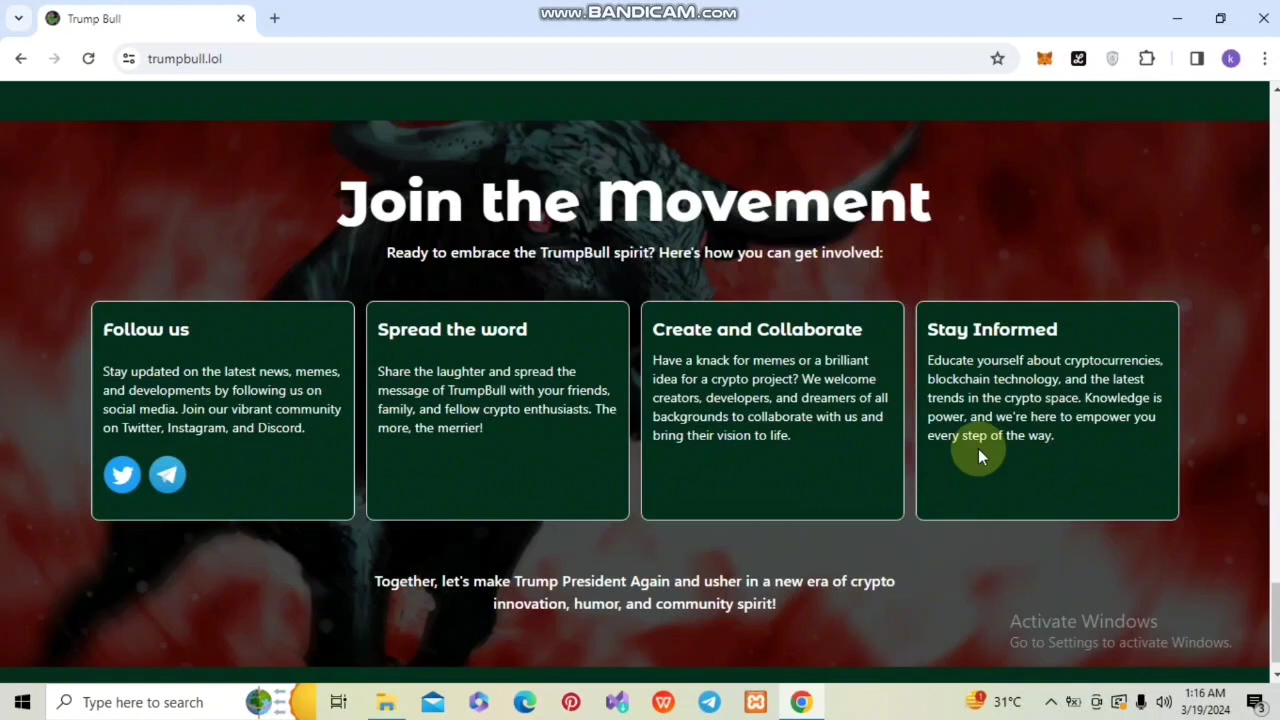 www.BANDICAM.com
Trump Bull
trumpbull.lol
k
Join the Movement
Ready to embrace the TrumpBull spirit? Here's how you can get involved:
Follow us
Stay updated on the latest news, memes,
and developments by following us on
social media. Join our vibrant community
on Twitter, Instagram, and Discord.
Spread the word
Share the laughter and spread the
message of TrumpBull with your friends,
family, and fellow crypto enthusiasts. The
more, the merrier!
Create and Collaborate
Have a knack for memes or a brilliant
idea for a crypto project? We welcome
creators, developers, and dreamers of all
backgrounds to collaborate with us and
bring their vision to life.
Stay Informed
Educate yourself about cryptocurrencies,
blockchain technology, and the latest
trends in the crypto space. Knowledge is
power, and we're here to empower you
every step of the way.
Together, let's make Trump President Again and usher in a new era of crypto
innovation, humor, and community spirit!
Activate Windows
Go to Settings to activate Windows.
Type here to search
31°C
1:16 AM
3/19/2024
3